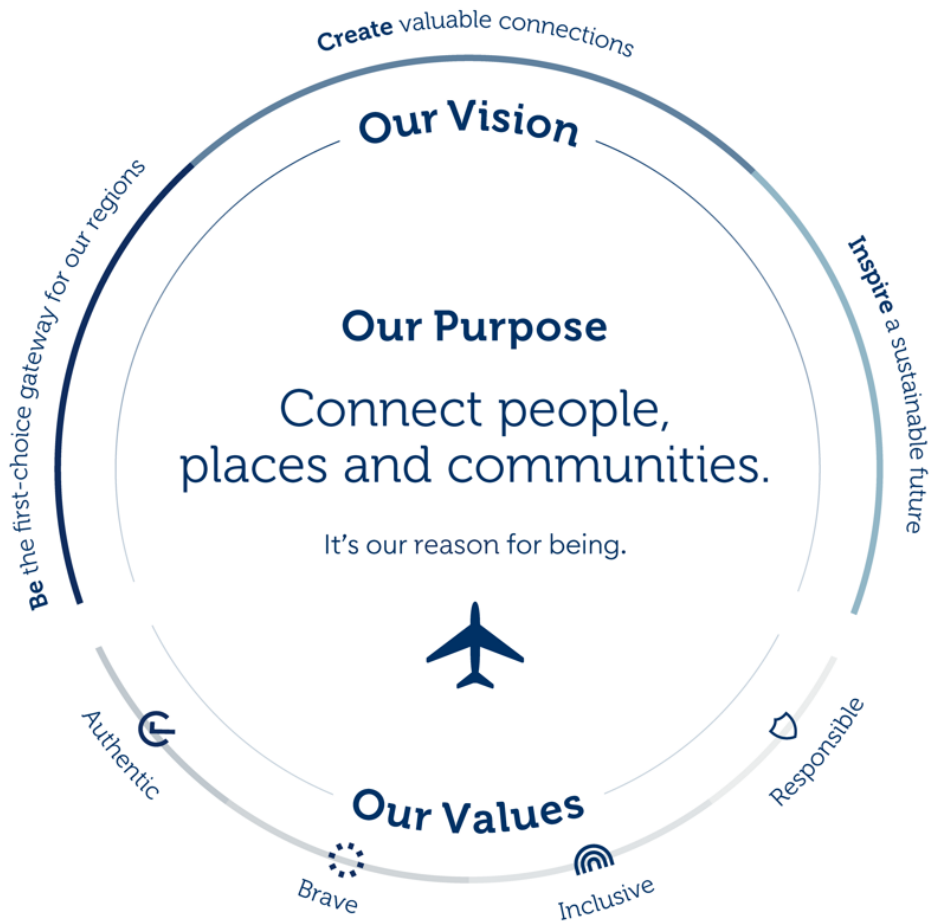 Create valuable connections
Our Vision
Be the first-choice gateway for our regions
Inspire a sustainable future
Our Purpose
Connect people,
places and communities.
It's our reason for being.
Our Values
Authentic
Brave
Inclusive
Responsible